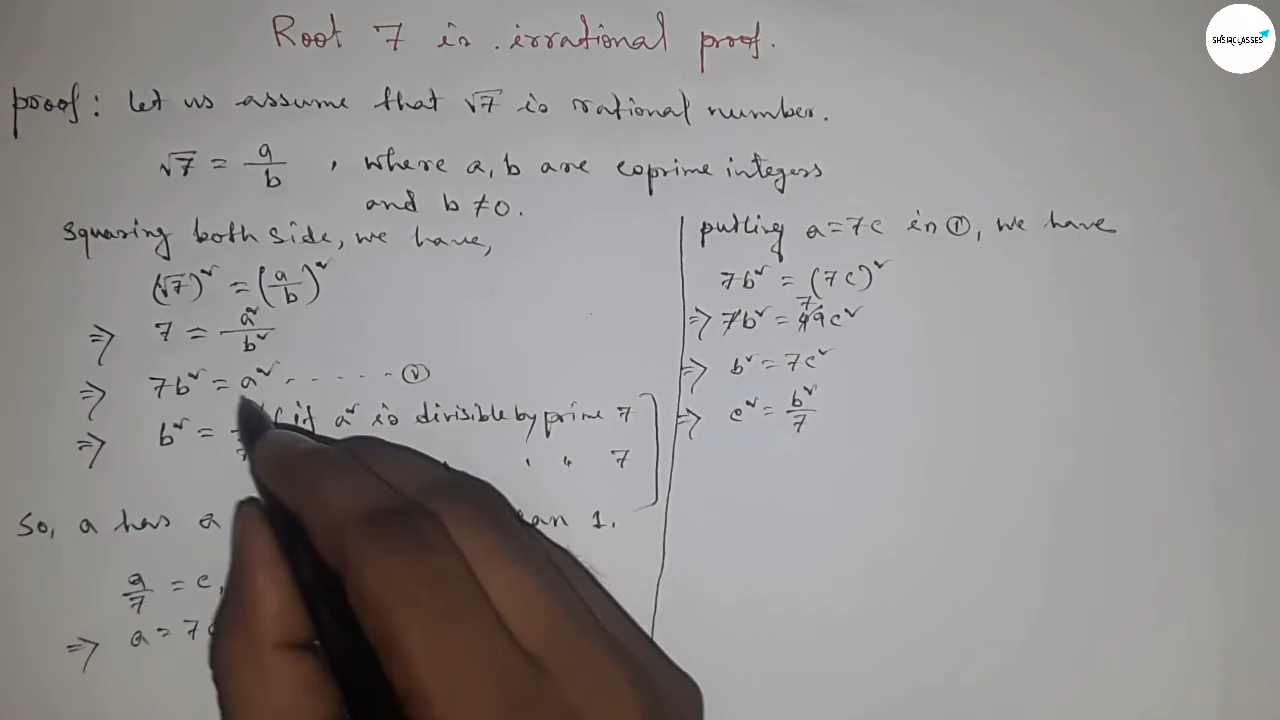 Root 7 is irrational proof.
SHSIRCLASSES
proof: Let us assume that √7 is rational number.
√7 = a/b , where a, b are coprime integers
and b ≠ 0.
squaring both side, we have,
(√7)² = (a/b)²
⇒ 7 = a²/b²
⇒ 7b² = a² - - - - - - ①
⇒ b² =
if a² is divisible by prime 7
" " 7
So, a has a
1.
a/7 = c,
⇒ a = 7
putting a = 7c in ①, we have
7b² = (7c)²
⇒ 7b² = 49c²
7
⇒ b² = 7c²
⇒ c² = b²/7